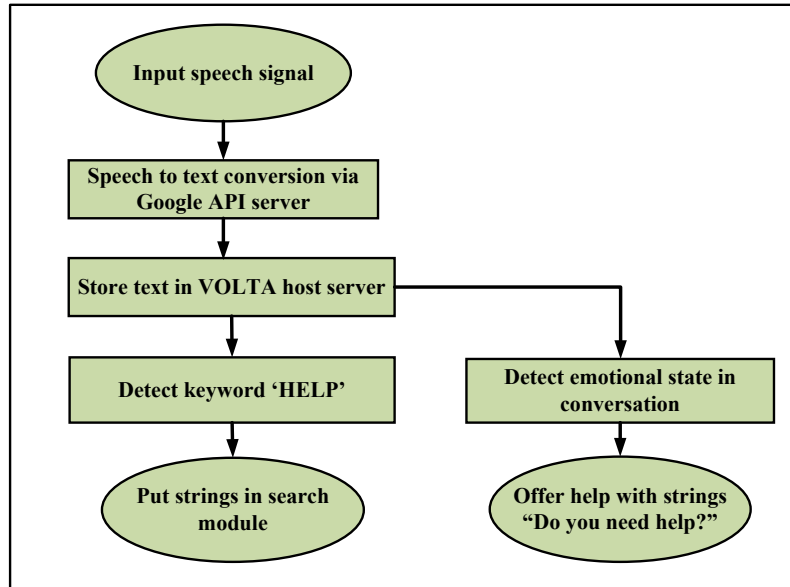 Input speech signal
Speech to text conversion via
Google API server
Store text in VOLTA host server
Detect keyword ‘HELP’
Detect emotional state in
conversation
Put strings in search
module
Offer help with strings
“Do you need help?”